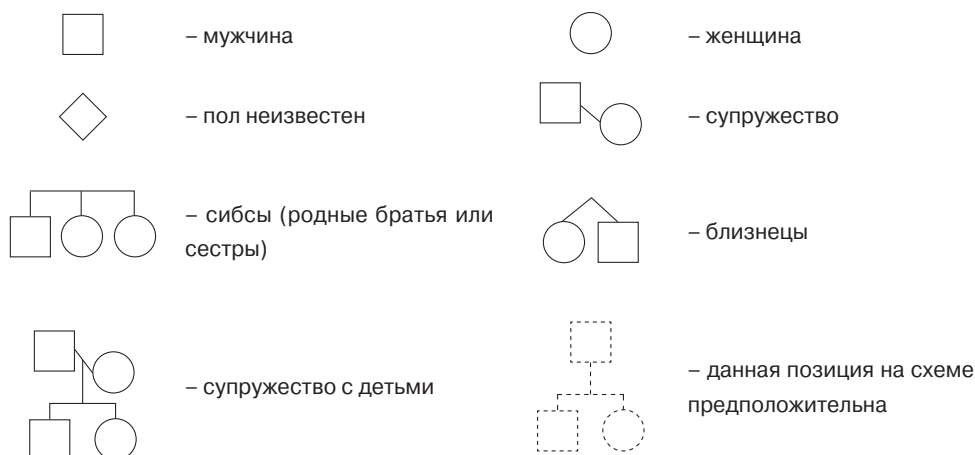 – мужчина
– женщина
– пол неизвестен
– супружество
– сибсы (родные братья или
сестры)
– близнецы
– супружество с детьми
– данная позиция на схеме
предположительна